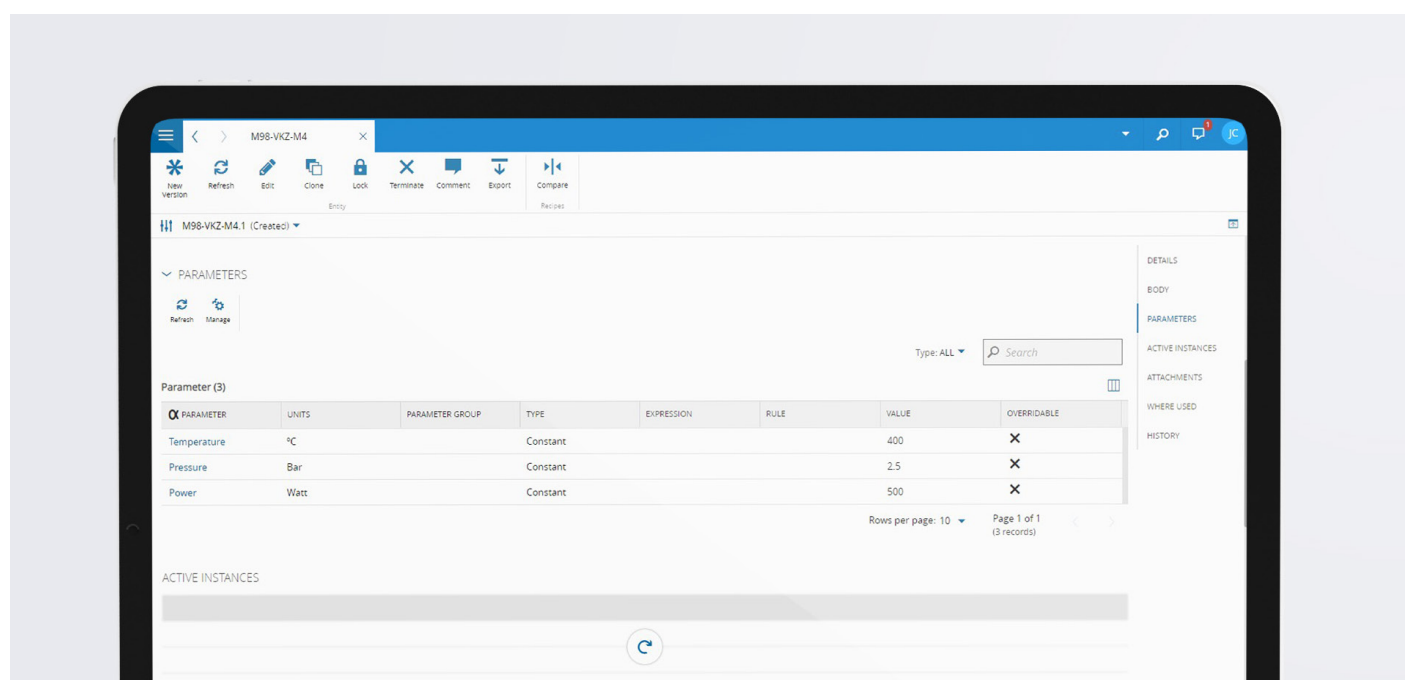 M98-VKZ-M4
1
JC
New Version
Refresh
Edit
Clone
Lock
Terminate
Comment
Export
Compare
Entity
Recipes
M98-VKZ-M4.1 (Created)
DETAILS
PARAMETERS
BODY
Refresh Manage
PARAMETERS
Type: ALL
Search
ACTIVE INSTANCES
Parameter (3)
ATTACHMENTS
PARAMETER UNITS PARAMETER GROUP TYPE EXPRESSION RULE VALUE OVERRIDABLE
WHERE USED
Temperature °C Constant 400
HISTORY
Pressure Bar Constant 2.5
Power Watt Constant 500
Rows per page: 10 Page 1 of 1
(3 records)
ACTIVE INSTANCES